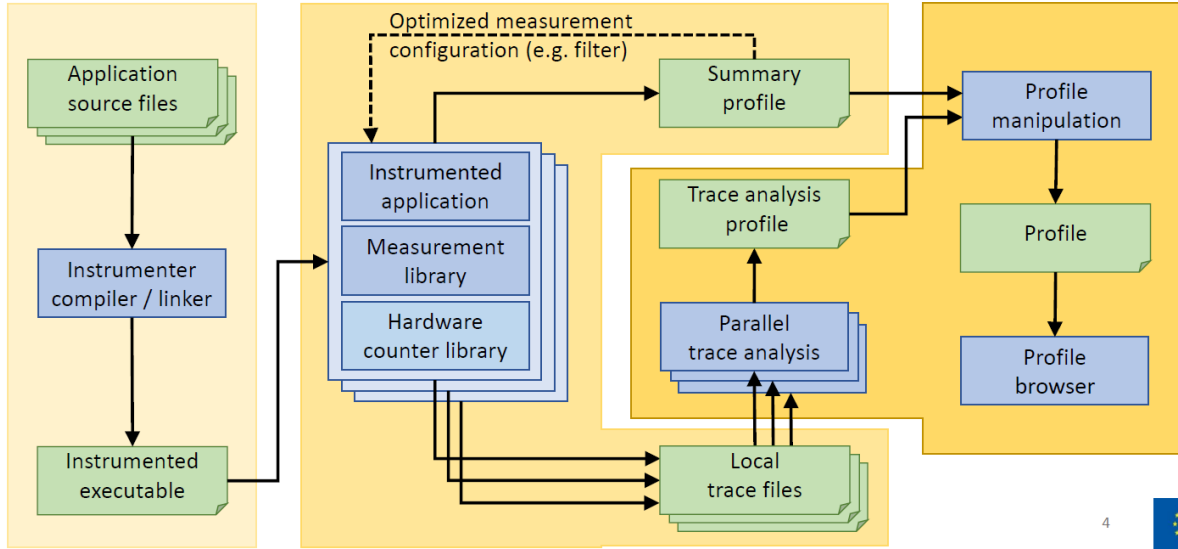 Application
source files
Instrumenter
compiler / linker
Instrumented
executable
Optimized measurement
configuration (e.g. filter)
Instrumented
application
Measurement
library
Hardware
counter library
Summary
profile
Trace analysis
profile
Parallel
trace analysis
Local
trace files
Profile
manipulation
Profile
Profile
browser
4